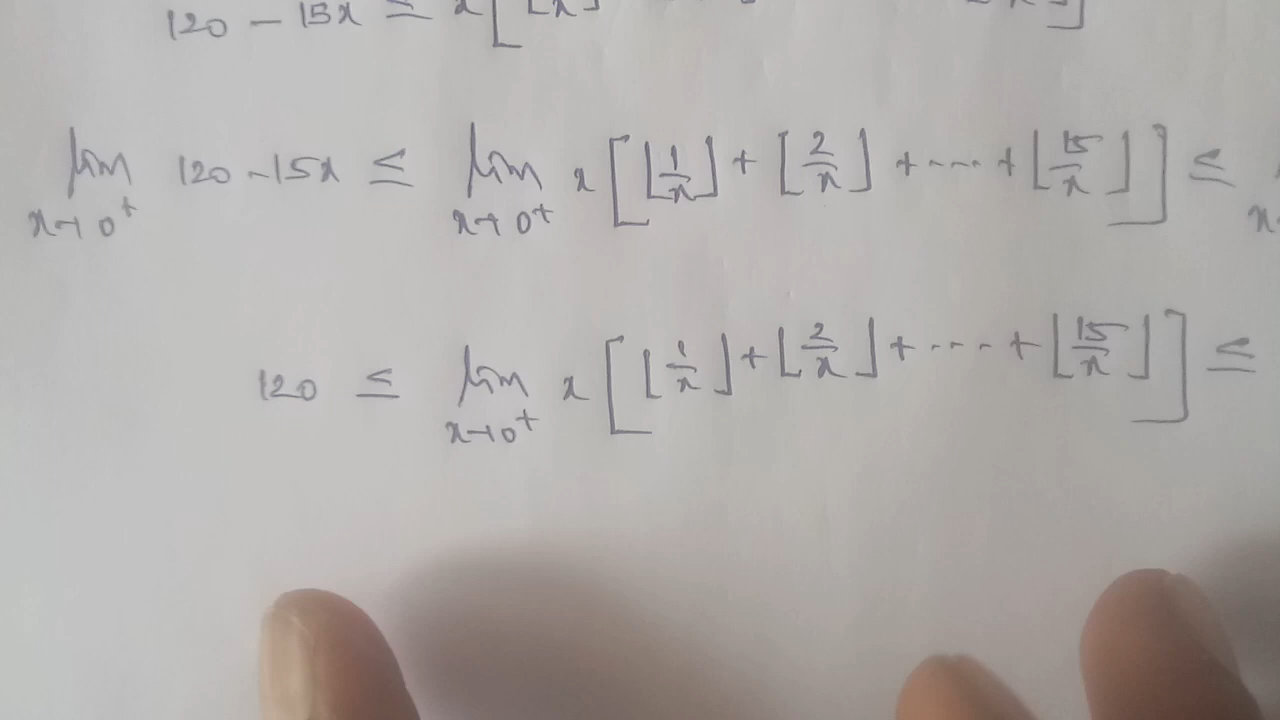 120 - 15x ≤ x[⌊
lim x→0⁺ 120 - 15x ≤ lim x→0⁺ x[⌊1/x⌋ + ⌊2/x⌋ + ---- + ⌊15/x⌋] ≤
120 ≤ lim x→0⁺ x[⌊1/x⌋ + ⌊2/x⌋ + ---- + ⌊15/x⌋] ≤